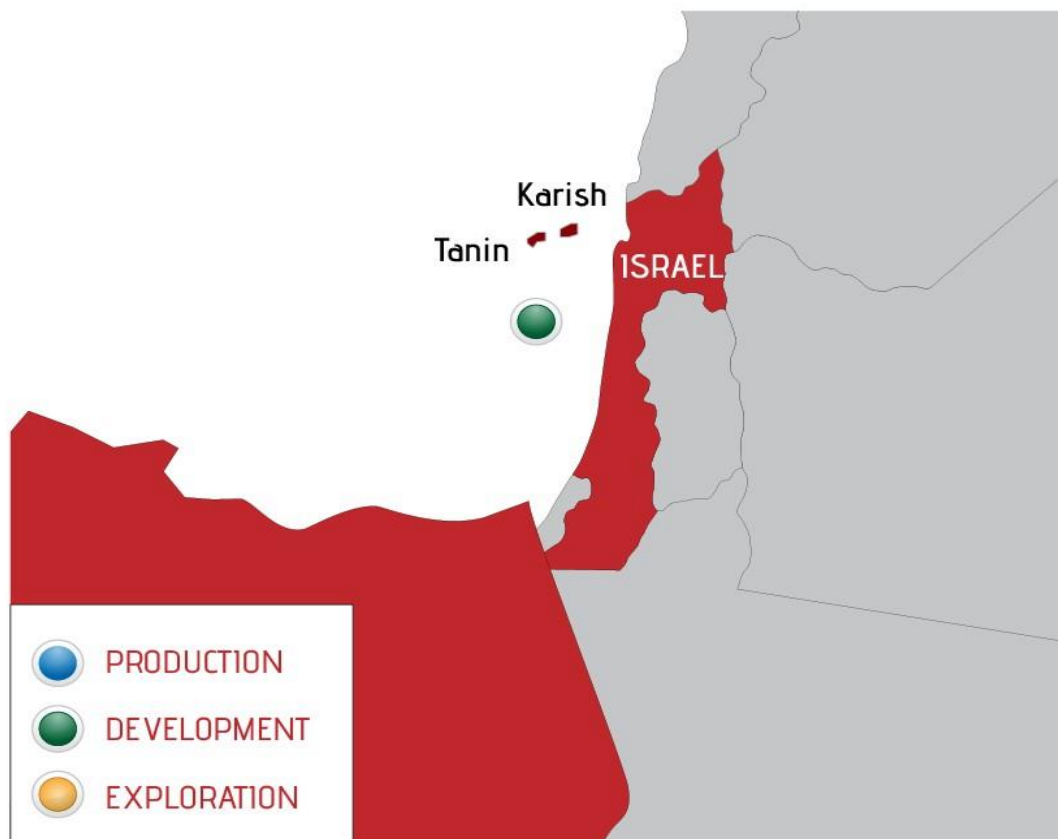 Karish
Tanin
ISRAEL
PRODUCTION
DEVELOPMENT
EXPLORATION